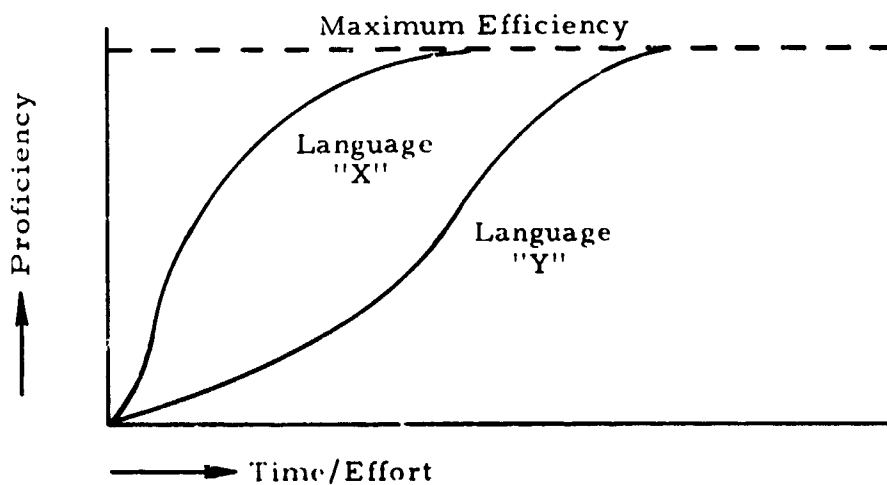 Maximum Efficiency
Language
"X"
Language
"Y"
Proficiency
Time/Effort